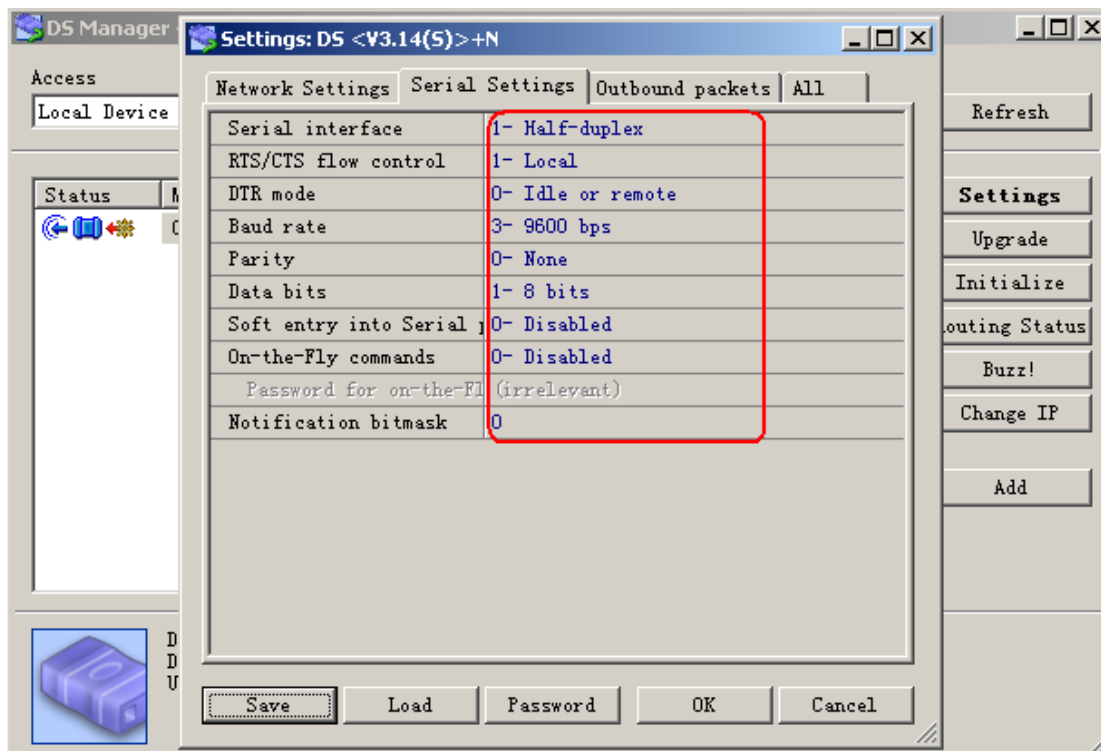 DS Manager
Settings: DS <V3.14(S)>+N
Access
Local Device
Refresh
Network Settings
Serial Settings
Outbound packets
All
Serial interface 1- Half-duplex
RTS/CTS flow control 1- Local
DTR mode 0- Idle or remote
Baud rate 3- 9600 bps
Parity 0- None
Data bits 1- 8 bits
Soft entry into Serial 0- Disabled
On-the-Fly commands 0- Disabled
Password for on-the-Fl (irrelevant)
Notification bitmask 0
Status
Settings
Upgrade
Initialize
outing Status
Buzz!
Change IP
Add
D
D
U
Save
Load
Password
OK
Cancel